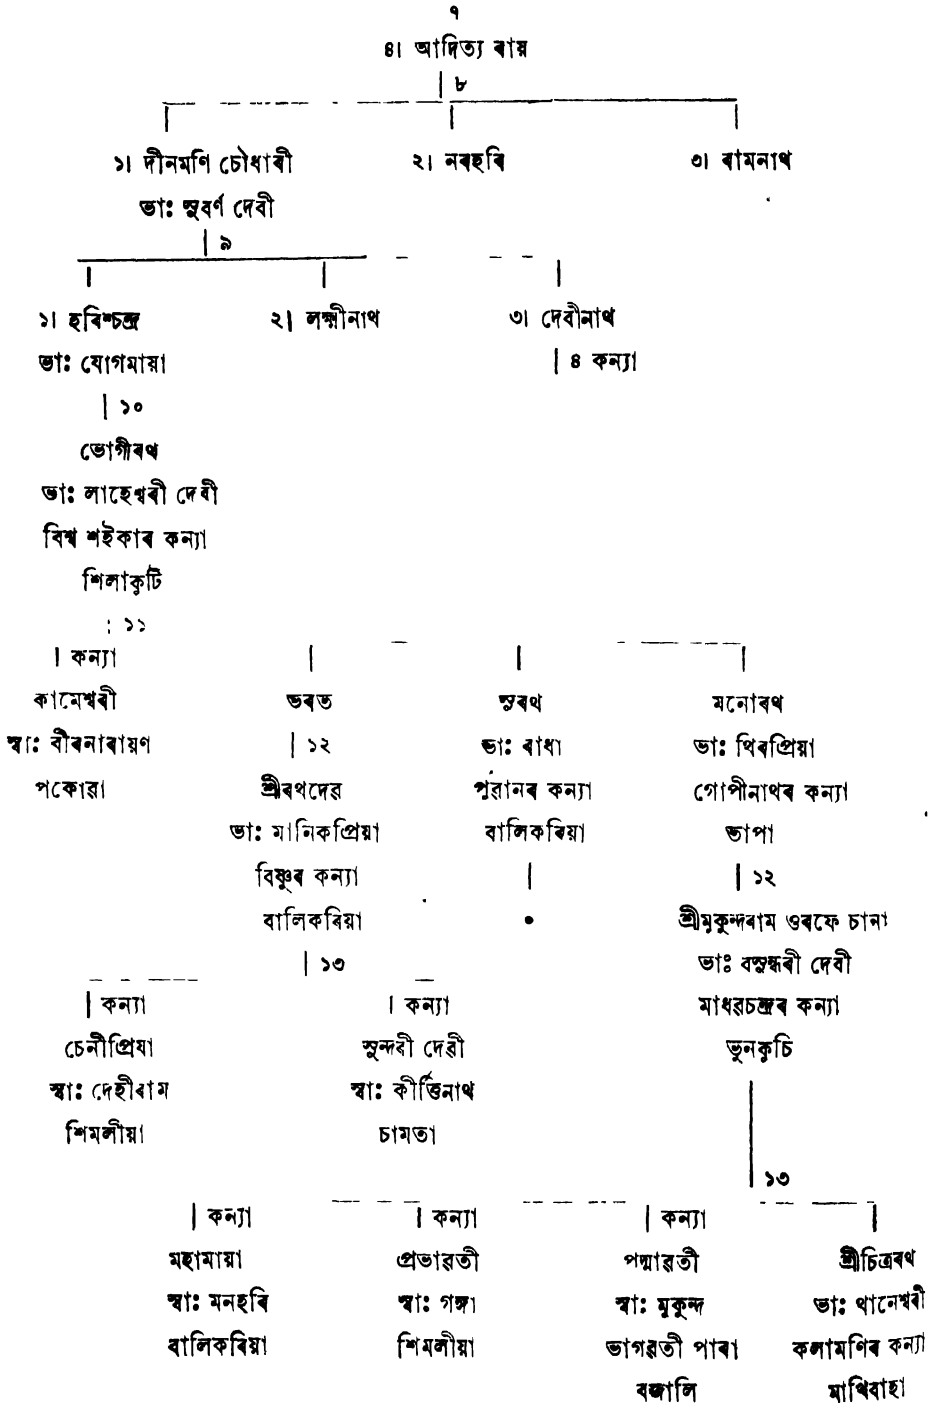 ৭
৪। আদিত্য ৰায়
৮
১। দীনমণি চৌধাৰী ২। নৰহৰি ৩। ৰামনাথ
ভা: সুবৰ্ণ দেবী
৯
১। হৰিশ্চন্দ্ৰ ২। লক্ষ্মীনাথ ৩। দেবীনাথ
ভা: যোগমায়া ৪ কন্যা
১০
ভোগীৰথ
ভা: লাহেশ্বৰী দেবী
বিশ্ব শইকাৰ কন্যা
শিলাকুটি
১১
কন্যা
কামেশ্বৰী ভৰত সুৰথ মনোৰথ
স্বা: বীৰনাৰায়ণ ১২ ভা: ৰাধা ভা: থিৰপ্ৰিয়া
পকোৱা শ্ৰীৰথদেৱ পুৱানৰ কন্যা গোপীনাথৰ কন্যা
ভা: মানিকপ্ৰিয়া বালিকৰিয়া ভাপা
বিষ্ণুৰ কন্যা ১২
বালিকৰিয়া শ্ৰীমুকুন্দৰাম ওৰফে চানা
১৩ ভা: বসুন্ধৰী দেবী
কন্যা কন্যা মাধৱচন্দ্ৰৰ কন্যা
চেনীপ্ৰিয়া সুন্দৰী দেৱী ভুনকুচি
স্বা: দেহীৰাম স্বা: কীৰ্ত্তিনাথ
শিমলীয়া চামতা
১৩
কন্যা কন্যা কন্যা
মহামায়া প্ৰভাৱতী পদ্মাৱতী শ্ৰীচিত্ৰৰথ
স্বা: মনহৰি স্বা: গঙ্গা স্বা: মুকুন্দ ভা: থানেশ্বৰী
বালিকৰিয়া শিমলীয়া ভাগৱতী পাৰা কলামণিৰ কন্যা
বজালি মাখিবাহা